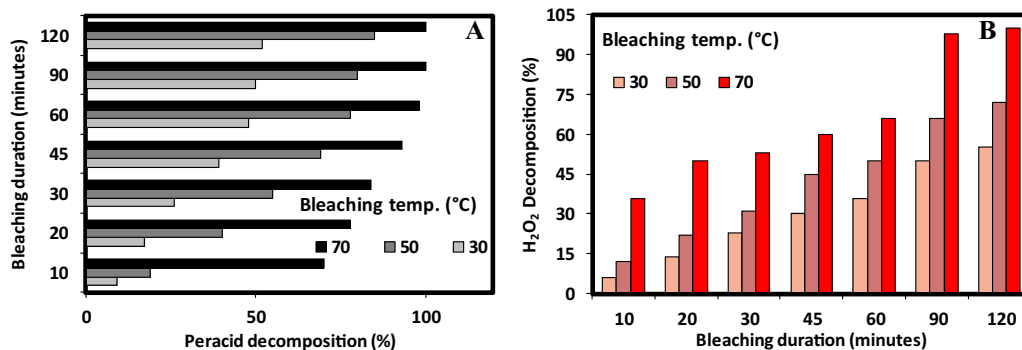 A
Bleaching duration (minutes)
120
90
60
45
30
20
10
Bleaching temp. (°C)
70 50 30
0 50 100
Peracid decomposition (%)
B
H₂O₂ Decomposition (%)
105
90
75
60
45
30
15
0
Bleaching temp. (°C)
30 50 70
10 20 30 45 60 90 120
Bleaching duration (minutes)